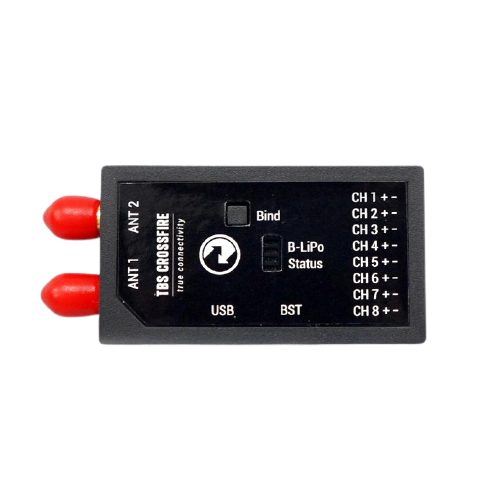 ANT 1
ANT 2
TBS CROSSFIRE
true connectivity
Bind
B-LiPo
Status
USB
BST
CH 1 + -
CH 2 + -
CH 3 + -
CH 4 + -
CH 5 + -
CH 6 + -
CH 7 + -
CH 8 + -